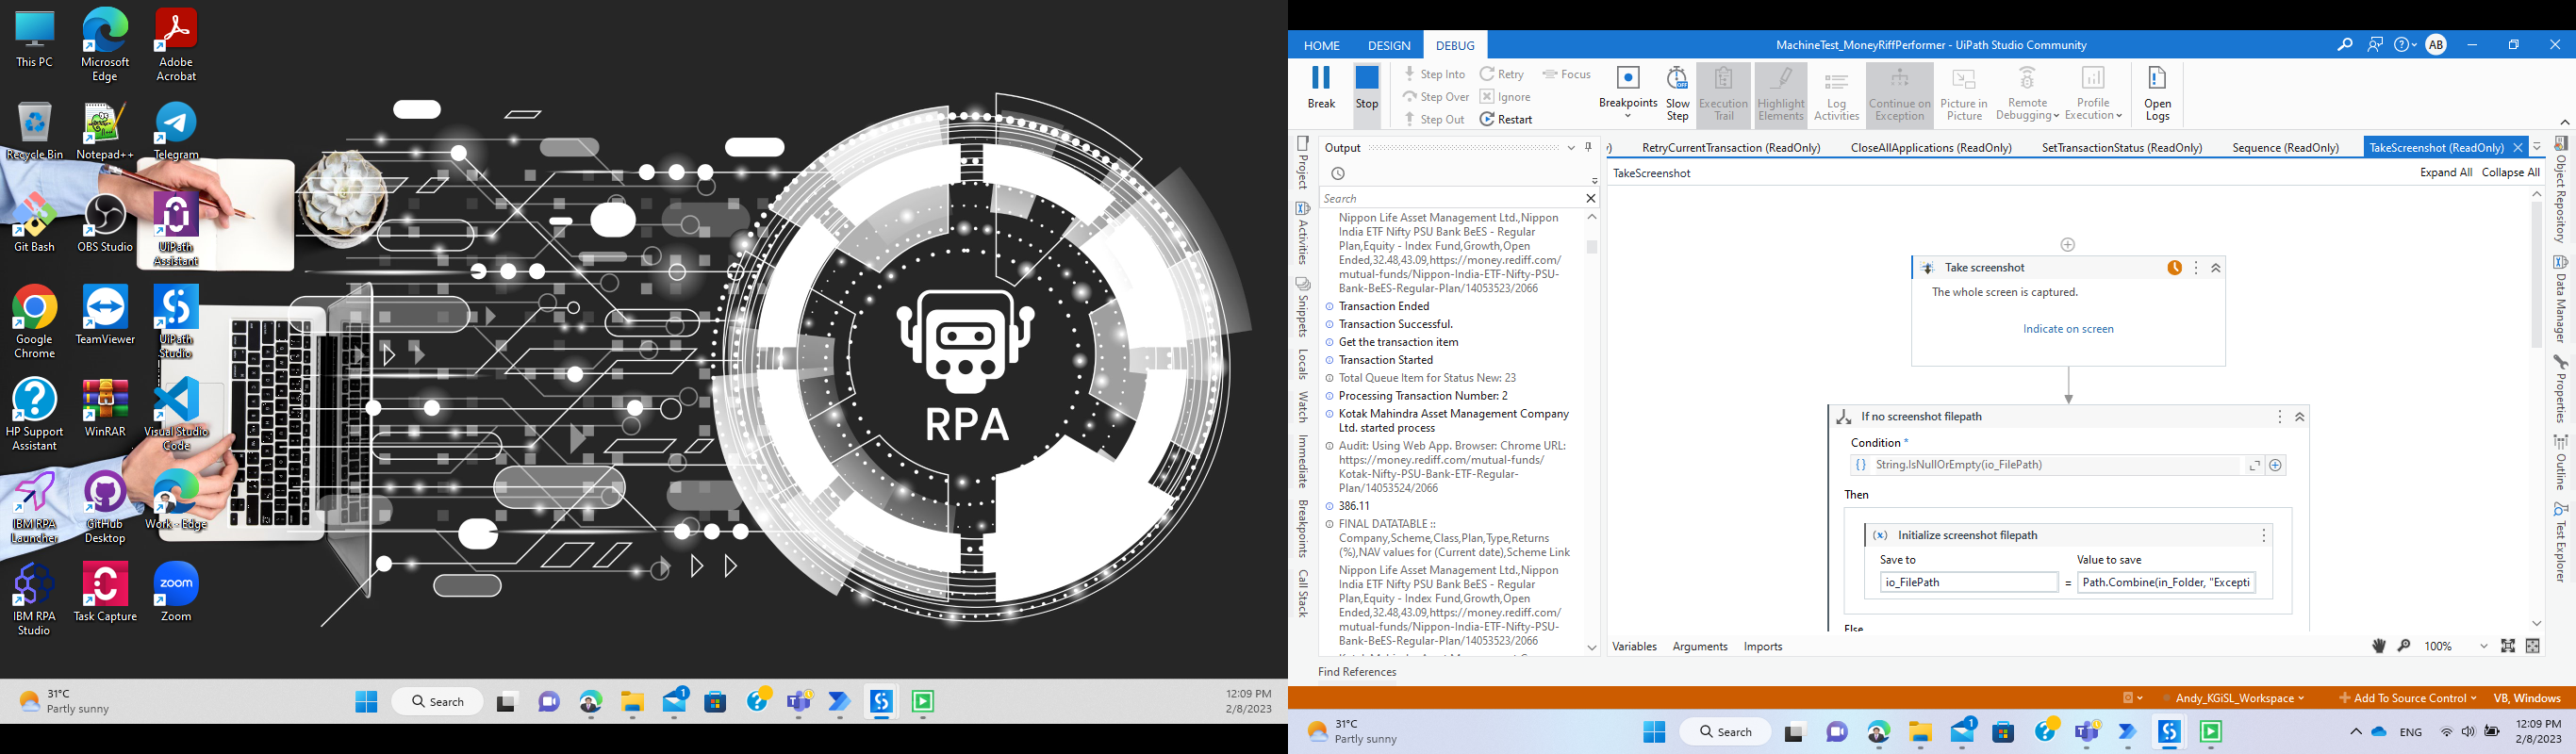 This PC
Microsoft Edge
Adobe Acrobat
Recycle Bin
Notepad++
Telegram
Git Bash
OBS Studio
UiPath Assistant
Google Chrome
TeamViewer
UiPath Studio
HP Support Assistant
WinRAR
Visual Studio Code
IBM RPA Launcher
GitHub Desktop
Work - Edge
IBM RPA Studio
Task Capture
Zoom
zoom
RPA
31°C
Partly sunny
Search
1
12:09 PM
2/8/2023
HOME
DESIGN
DEBUG
MachineTest_MoneyRiffPerformer - UiPath Studio Community
AB
Break
Stop
Step Into
Step Over
Step Out
Retry
Ignore
Restart
Focus
Breakpoints
Slow Step
Execution Trail
Highlight Elements
Log Activities
Continue on Exception
Picture in Picture
Remote Debugging
Profile Execution
Open Logs
Project
Activities
Snippets
Locals
Watch
Immediate
Breakpoints
Call Stack
Output
Search
Nippon Life Asset Management Ltd.,Nippon
India ETF Nifty PSU Bank BeES - Regular
Plan,Equity - Index Fund,Growth,Open
Ended,32.48,43.09,https://money.rediff.com/
mutual-funds/Nippon-India-ETF-Nifty-PSU-
Bank-BeES-Regular-Plan/14053523/2066
Transaction Ended
Transaction Successful.
Get the transaction item
Transaction Started
Total Queue Item for Status New: 23
Processing Transaction Number: 2
Kotak Mahindra Asset Management Company
Ltd. started process
Audit: Using Web App. Browser: Chrome URL:
https://money.rediff.com/mutual-funds/
Kotak-Nifty-PSU-Bank-ETF-Regular-
Plan/14053524/2066
386.11
FINAL DATATABLE ::
Company,Scheme,Class,Plan,Type,Returns
(%),NAV values for (Current date),Scheme Link
Nippon Life Asset Management Ltd.,Nippon
India ETF Nifty PSU Bank BeES - Regular
Plan,Equity - Index Fund,Growth,Open
Ended,32.48,43.09,https://money.rediff.com/
mutual-funds/Nippon-India-ETF-Nifty-PSU-
Bank-BeES-Regular-Plan/14053523/2066
Find References
RetryCurrentTransaction (ReadOnly)
CloseAllApplications (ReadOnly)
SetTransactionStatus (ReadOnly)
Sequence (ReadOnly)
TakeScreenshot (ReadOnly)
TakeScreenshot
Expand All
Collapse All
Take screenshot
The whole screen is captured.
Indicate on screen
If no screenshot filepath
Condition *
String.IsNullOrEmpty(io_FilePath)
Then
Initialize screenshot filepath
Save to
Value to save
io_FilePath
=
Path.Combine(in_Folder, "Excepti
Else
Variables
Arguments
Imports
100%
Object Repository
Data Manager
Properties
Outline
Test Explorer
Andy_KGiSL_Workspace
Add To Source Control
VB, Windows
31°C
Partly sunny
Search
1
ENG
12:09 PM
2/8/2023